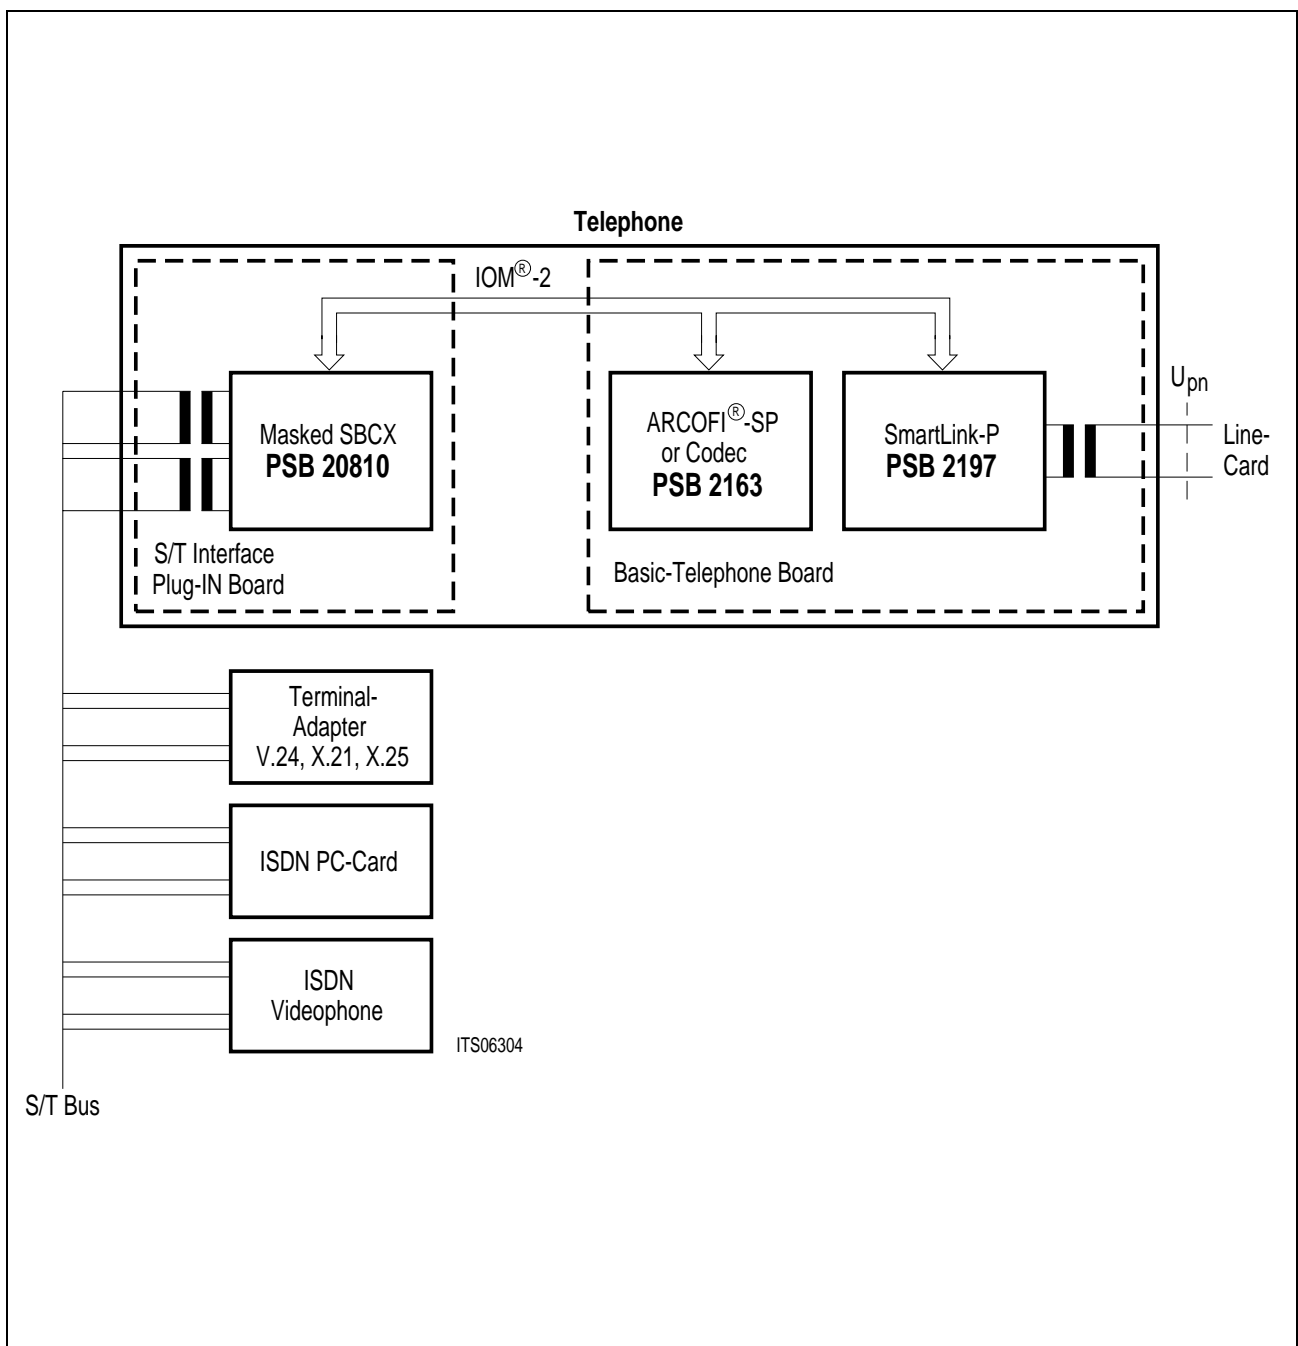 Telephone
IOM®-2
Upn
Masked SBCX
PSB 20810
ARCOFI®-SP
or Codec
PSB 2163
SmartLink-P
PSB 2197
Line-
Card
S/T Interface
Plug-IN Board
Basic-Telephone Board
Terminal-
Adapter
V.24, X.21, X.25
ISDN PC-Card
ISDN
Videophone
ITS06304
S/T Bus